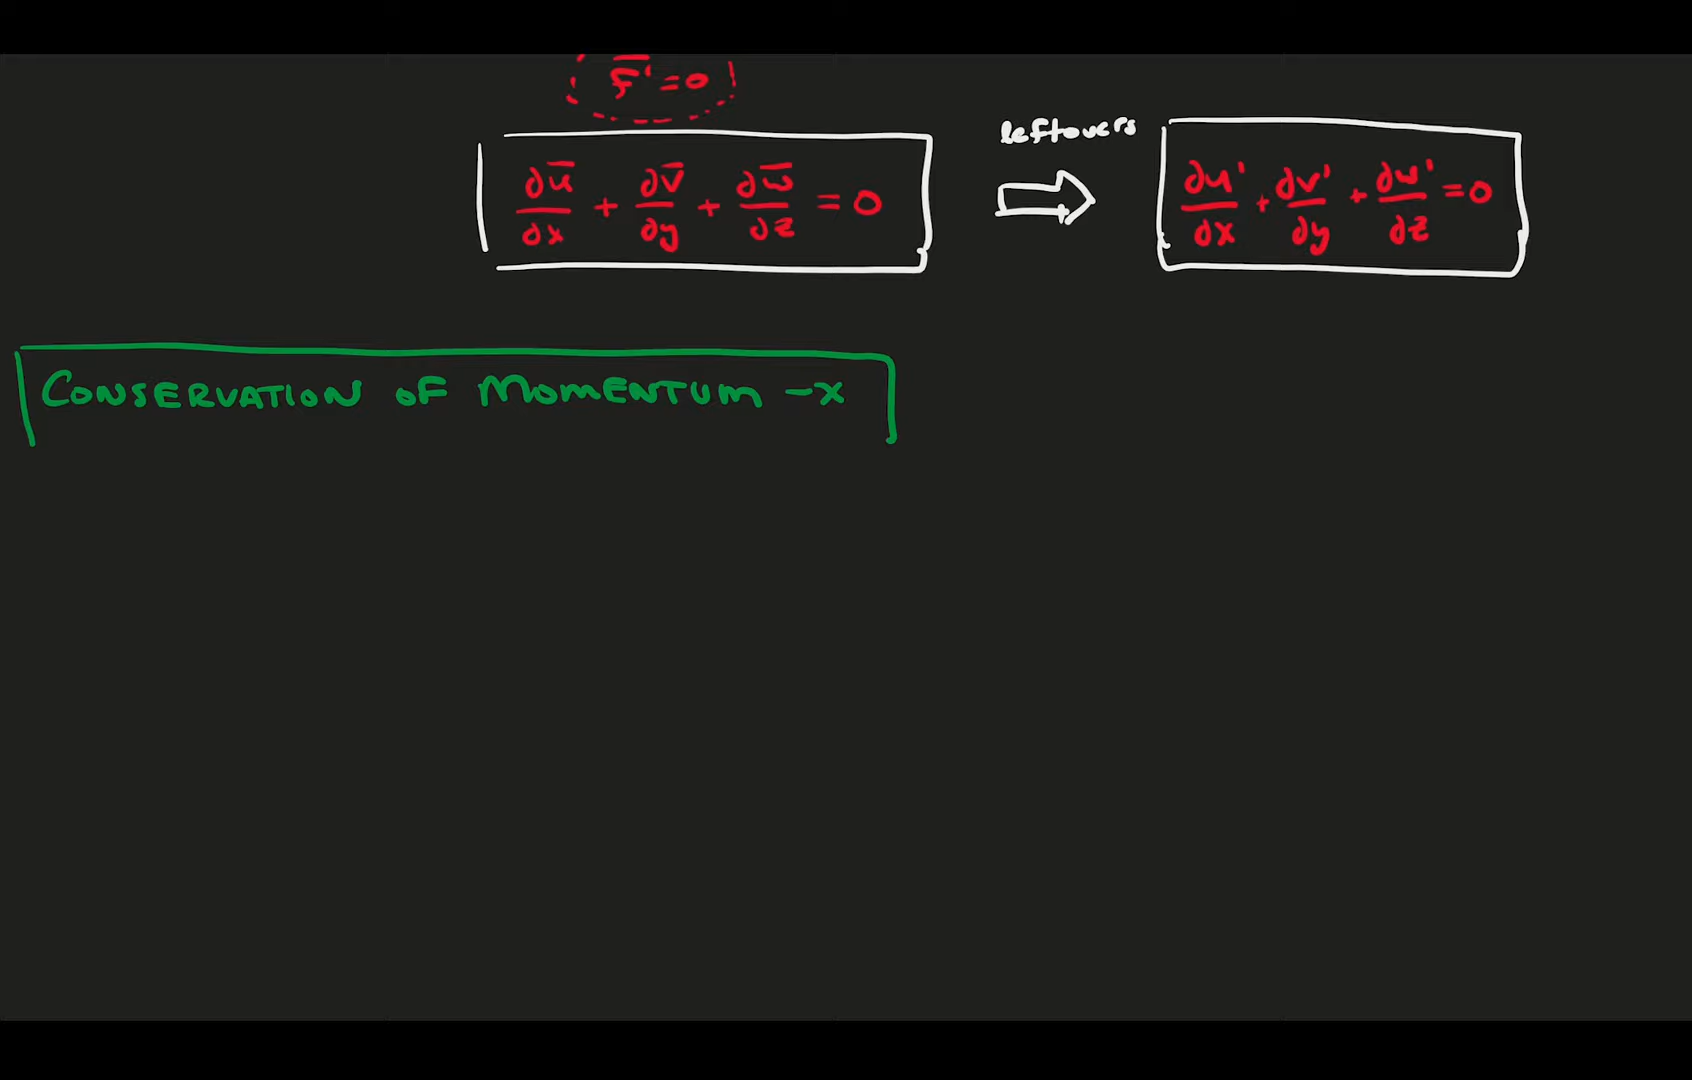 f̅'=0
leftovers
∂u̅/∂x + ∂v̅/∂y + ∂w̅/∂z = 0
∂u'/∂x + ∂v'/∂y + ∂w'/∂z = 0
CONSERVATION OF MOMENTUM -X